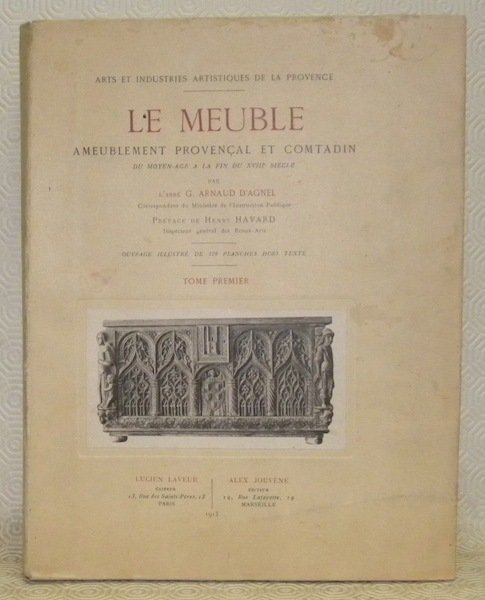 ARTS ET INDUSTRIES ARTISTIQUES DE LA PROVENCE
LE MEUBLE
AMEUBLEMENT PROVENÇAL ET COMTADIN
DU MOYEN-AGE A LA FIN DU XVIIIe SIÈCLE
PAR
L'ABBÉ G. ARNAUD D'AGNEL
Correspondant du Ministère de l'Instruction Publique
PRÉFACE DE HENRY HAVARD
Inspecteur général des Beaux-Arts
OUVRAGE ILLUSTRÉ DE PLANCHES HORS TEXTE
TOME PREMIER
LUCIEN LAVEUR
ÉDITEUR
13, Rue des Saints-Pères, 13
PARIS
ALEX JOUVÈNE
ÉDITEUR
19, Rue Lafayette, 19
MARSEILLE
1913